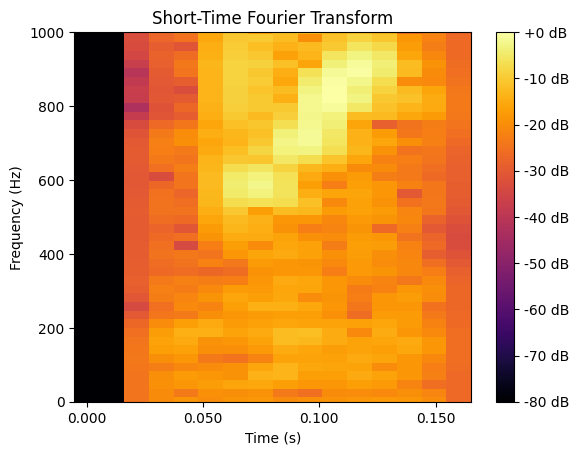 Short-Time Fourier Transform
1000
800
600
400
200
0
Frequency (Hz)
0.000
0.050
0.100
0.150
Time (s)
+0 dB
-10 dB
-20 dB
-30 dB
-40 dB
-50 dB
-60 dB
-70 dB
-80 dB